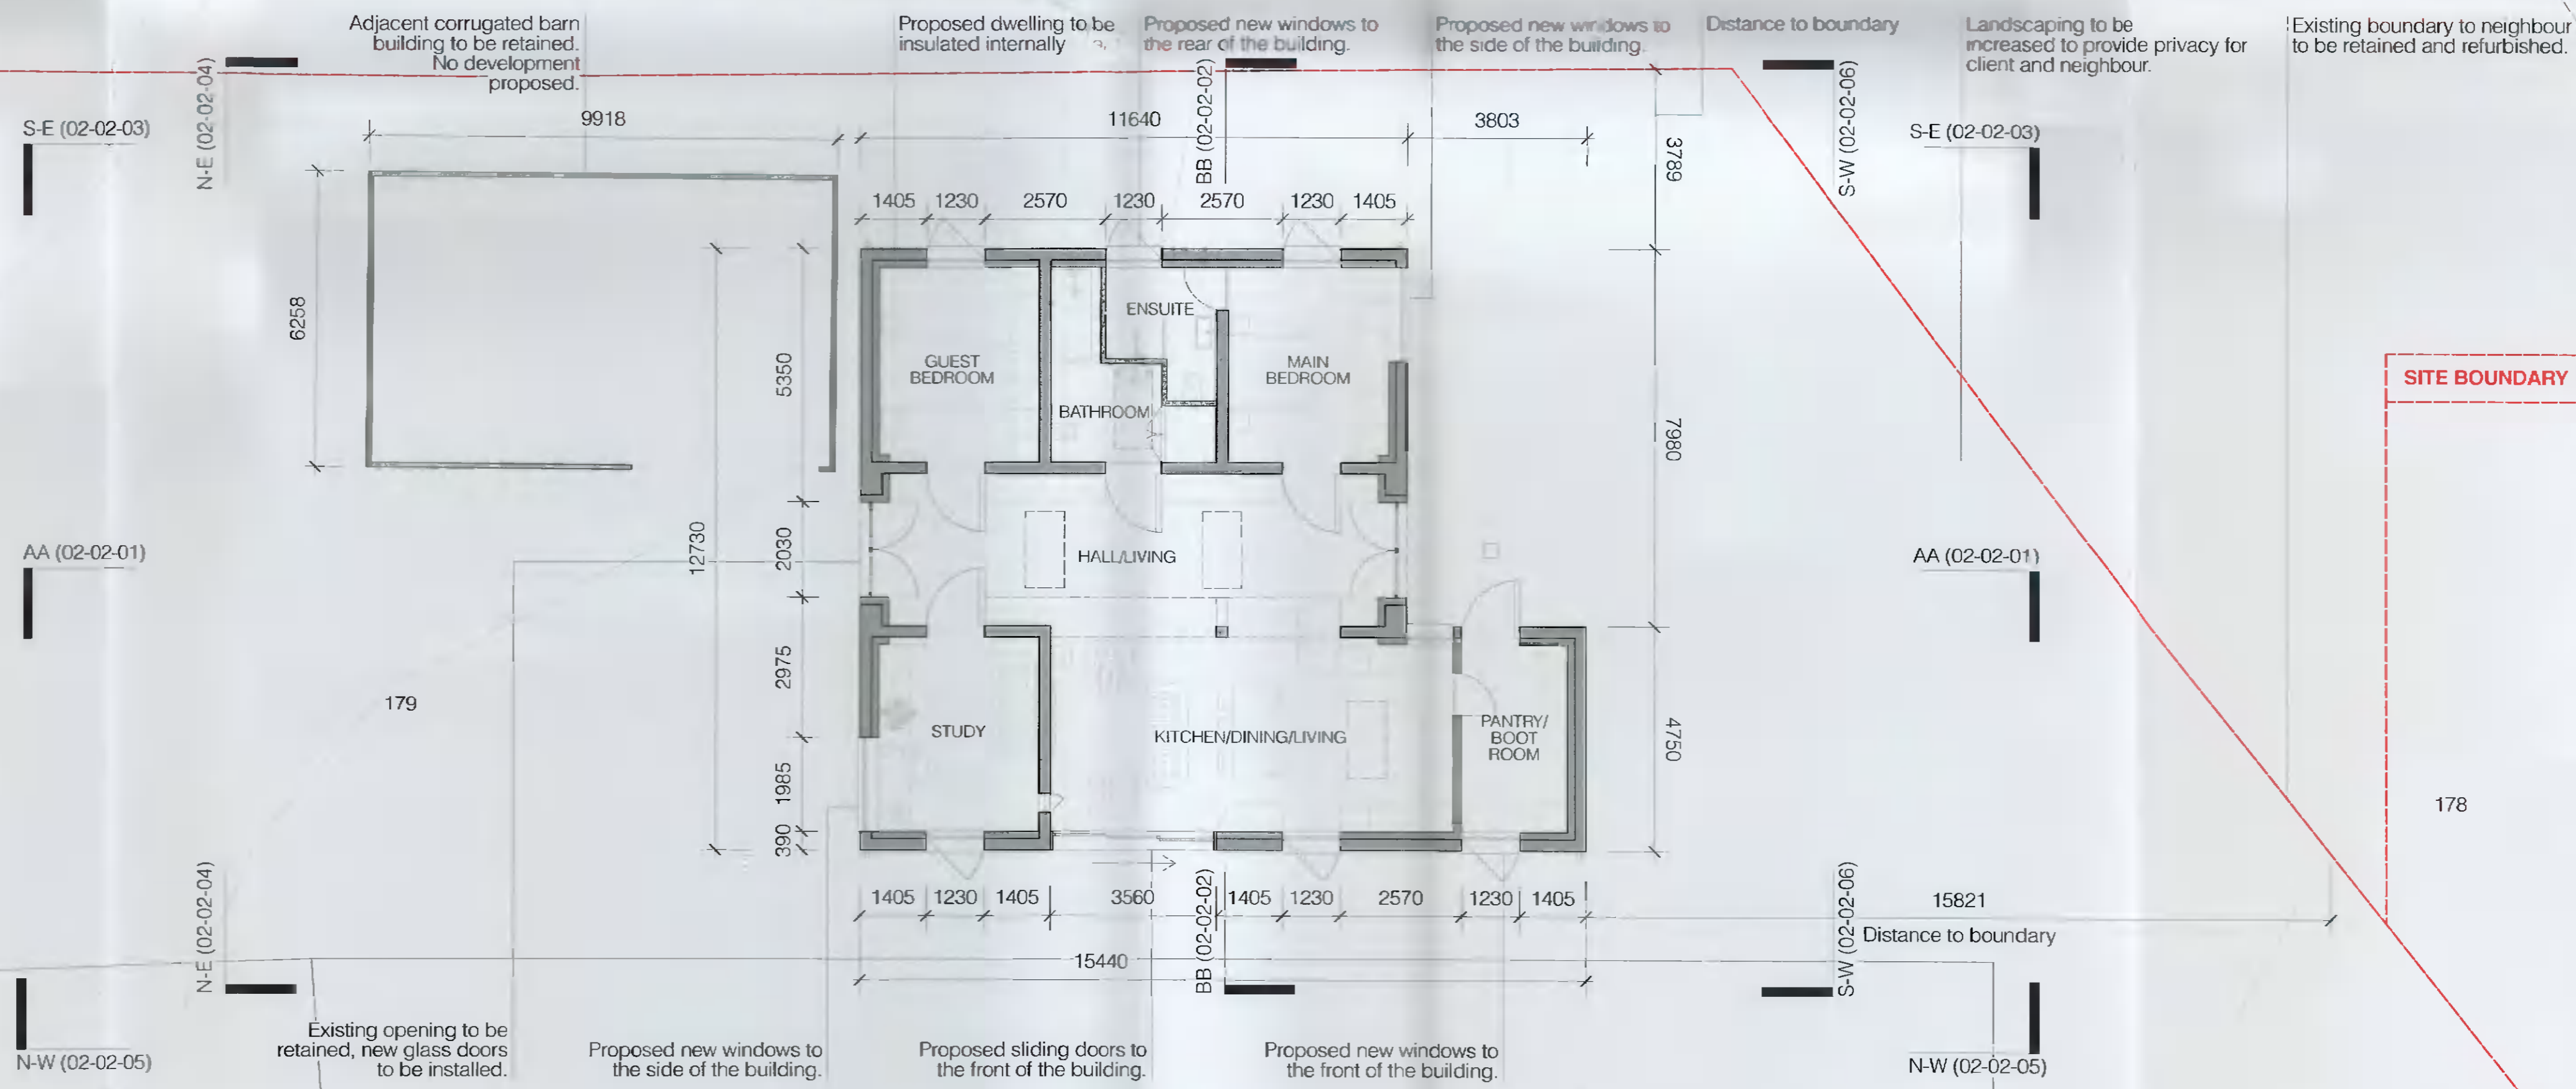 Adjacent corrugated barn
building to be retained.
No development
proposed.
Proposed dwelling to be
insulated internally
Proposed new windows to
the rear of the building.
Proposed new windows to
the side of the building.
Distance to boundary
Landscaping to be
increased to provide privacy for
client and neighbour.
Existing boundary to neighbour
to be retained and refurbished.
S-E (02-02-03)
N-E (02-02-04)
BB (02-02-02)
S-W (02-02-06)
S-E (02-02-03)
9918
11640
3803
3789
1405
1230
2570
1230
2570
1230
1405
6258
5350
ENSUITE
GUEST
BEDROOM
MAIN
BEDROOM
BATHROOM
SITE BOUNDARY
7980
12730
2030
AA (02-02-01)
HALL/LIVING
AA (02-02-01)
2975
179
STUDY
KITCHEN/DINING/LIVING
PANTRY/
BOOT
ROOM
4750
1985
390
178
1405
1230
1405
3560
1405
1230
2570
1230
1405
15821
Distance to boundary
15440
N-E (02-02-04)
BB (02-02-02)
S-W (02-02-06)
N-W (02-02-05)
Existing opening to be
retained, new glass doors
to be installed.
Proposed new windows to
the side of the building.
Proposed sliding doors to
the front of the building.
Proposed new windows to
the front of the building.
N-W (02-02-05)